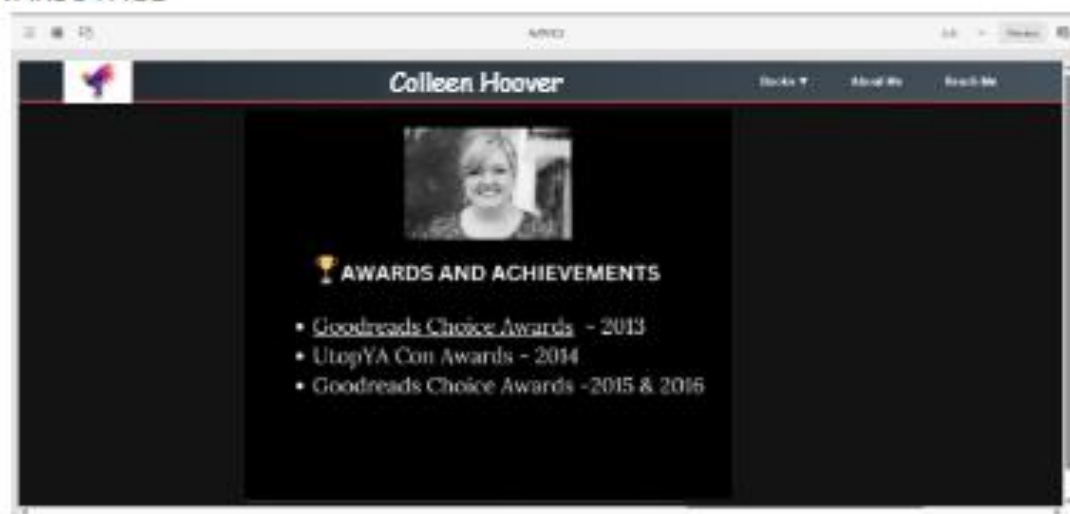 Colleen Hoover
Books ▼ About Me Reach Me
🏆AWARDS AND ACHIEVEMENTS
• Goodreads Choice Awards - 2013
• UtopYA Con Awards - 2014
• Goodreads Choice Awards -2015 & 2016